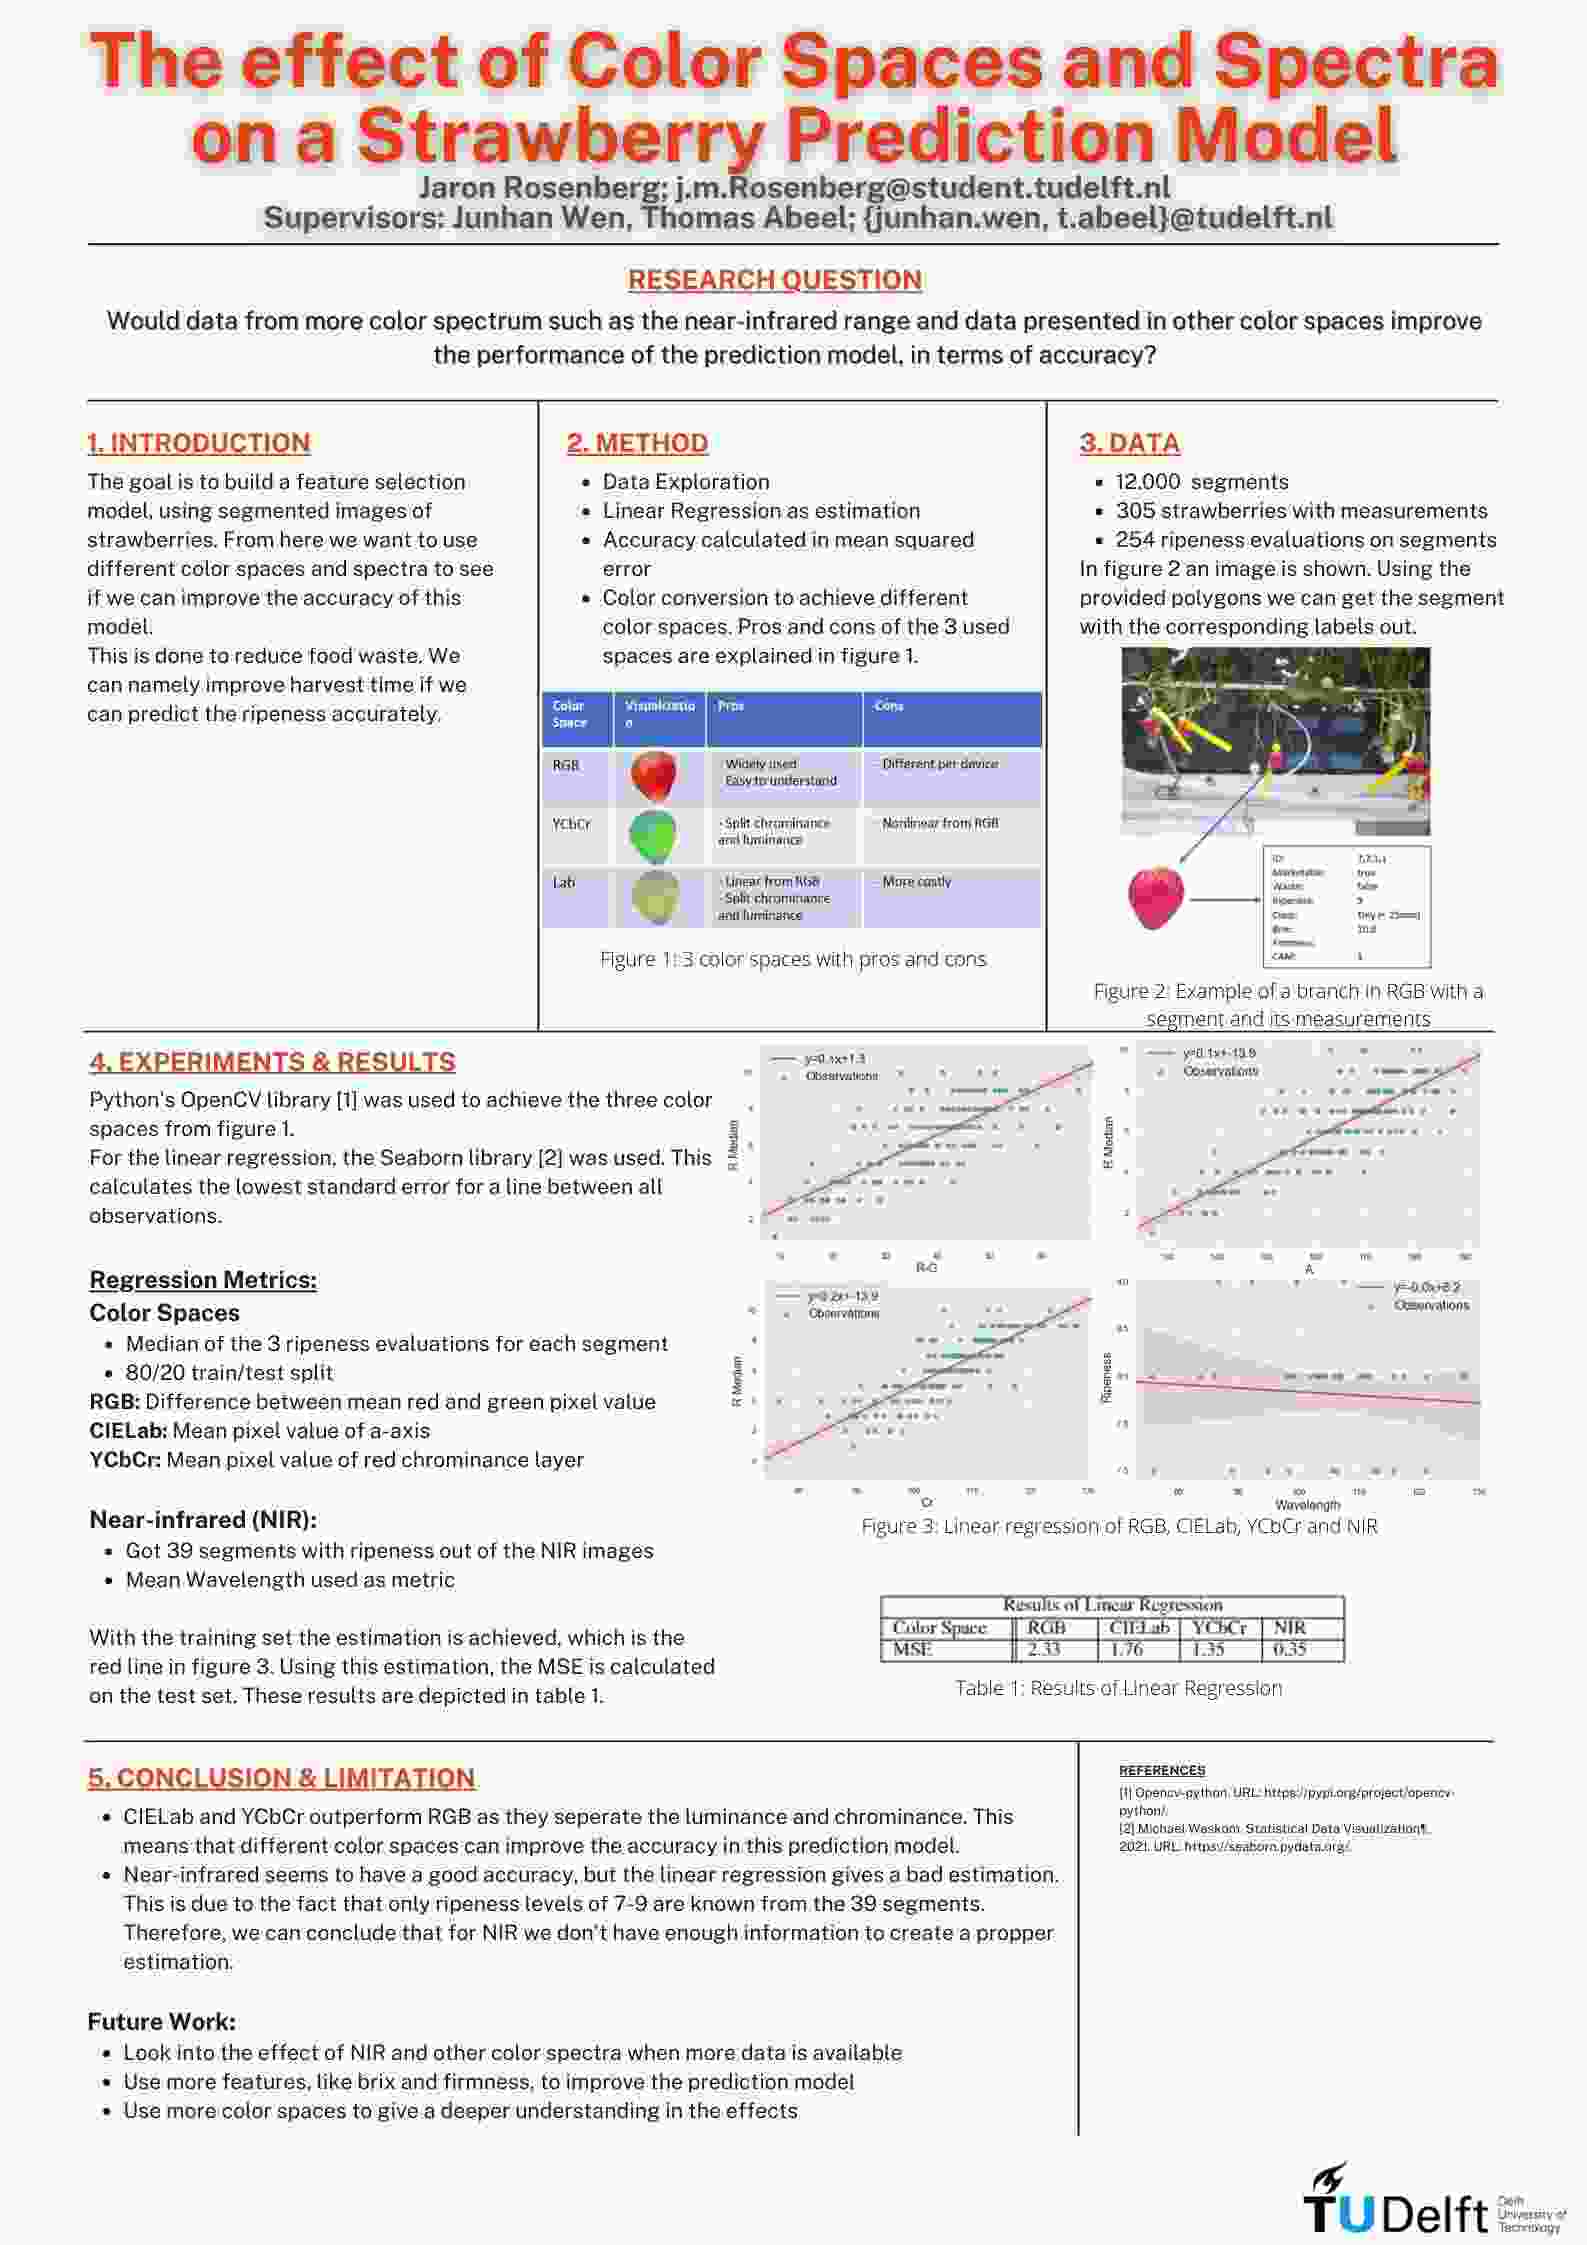 The effect of Color Spaces and Spectra
on a Strawberry Prediction Model
Jaron Rosenberg; j.m.Rosenberg@student.tudelft.nl
Supervisors: Junhan Wen, Thomas Abeel; {junhan.wen, t.abeel}@tudelft.nl
RESEARCH QUESTION
Would data from more color spectrum such as the near-infrared range and data presented in other color spaces improve
the performance of the prediction model, in terms of accuracy?
1. INTRODUCTION
The goal is to build a feature selection
model, using segmented images of
strawberries. From here we want to use
different color spaces and spectra to see
if we can improve the accuracy of this
model.
This is done to reduce food waste. We
can namely improve harvest time if we
can predict the ripeness accurately.
2. METHOD
• Data Exploration
• Linear Regression as estimation
• Accuracy calculated in mean squared
error
• Color conversion to achieve different
color spaces. Pros and cons of the 3 used
spaces are explained in figure 1.
Color Space Visualizatio n Pros Cons
RGB - Widely used - Easy to understand - Different per device
YCbCr - Split chrominance and luminance - Nonlinear from RGB
Lab - Linear from RGB - Split chrominance and luminance - More costly
Figure 1: 3 color spaces with pros and cons
3. DATA
• 12,000 segments
• 305 strawberries with measurements
• 254 ripeness evaluations on segments
In figure 2 an image is shown. Using the
provided polygons we can get the segment
with the corresponding labels out.
ID:
Marketable: true
Waste: false
Ripeness: 9
Class:
Brix: 10.8
Firmness:
Figure 2: Example of a branch in RGB with a
segment and its measurements
4. EXPERIMENTS & RESULTS
Python's OpenCV library [1] was used to achieve the three color
spaces from figure 1.
For the linear regression, the Seaborn library [2] was used. This
calculates the lowest standard error for a line between all
observations.
Regression Metrics:
Color Spaces
• Median of the 3 ripeness evaluations for each segment
• 80/20 train/test split
RGB: Difference between mean red and green pixel value
CIELab: Mean pixel value of a-axis
YCbCr: Mean pixel value of red chrominance layer
Near-infrared (NIR):
• Got 39 segments with ripeness out of the NIR images
• Mean Wavelength used as metric
With the training set the estimation is achieved, which is the
red line in figure 3. Using this estimation, the MSE is calculated
on the test set. These results are depicted in table 1.
y=0.1x+1.3
Observations
R Median
R-G
y=0.1x+-13.9
Observations
R Median
A
y=0.2x+-13.9
Observations
R Median
Cr
y=-0.0x+8.2
Observations
Ripeness
Wavelength
Figure 3: Linear regression of RGB, CIELab, YCbCr and NIR
Results of Linear Regression
Color Space RGB CIELab YCbCr NIR
MSE 2.33 1.76 1.35 0.35
Table 1: Results of Linear Regression
5. CONCLUSION & LIMITATION
• CIELab and YCbCr outperform RGB as they seperate the luminance and chrominance. This
means that different color spaces can improve the accuracy in this prediction model.
• Near-infrared seems to have a good accuracy, but the linear regression gives a bad estimation.
This is due to the fact that only ripeness levels of 7-9 are known from the 39 segments.
Therefore, we can conclude that for NIR we don't have enough information to create a propper
estimation.
Future Work:
• Look into the effect of NIR and other color spectra when more data is available
• Use more features, like brix and firmness, to improve the prediction model
• Use more color spaces to give a deeper understanding in the effects
REFERENCES
[1] Opencv-python. URL: https://pypi.org/project/opencv-
python/.
[2] Michael Waskom. Statistical Data Visualization¶,
2021. URL: https://seaborn.pydata.org/.
TU Delft
Delft
University of
Technology